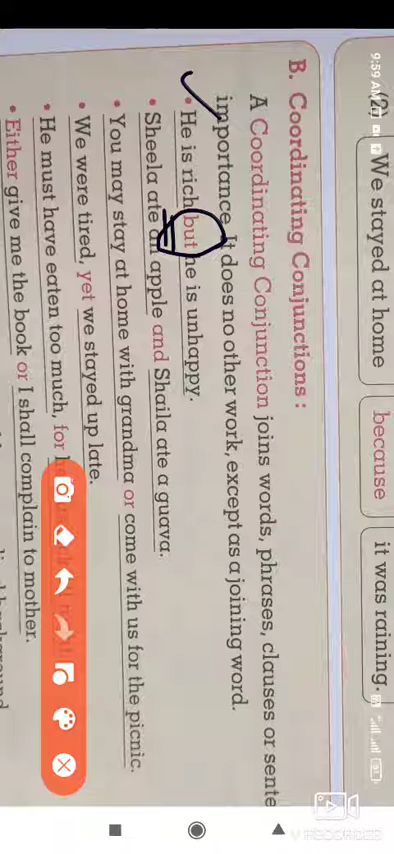 9:59 AM
(2) We stayed at home because it was raining.
B. Coordinating Conjunctions :
A Coordinating Conjunction joins words, phrases, clauses or sente
importance. It does no other work, except as a joining word.
• He is rich but he is unhappy.
• Sheela ate an apple and Shaila ate a guava.
• You may stay at home with grandma or come with us for the picnic.
• We were tired, yet we stayed up late.
• He must have eaten too much, for
• Either give me the book or I shall complain to mother.
V RECORDER